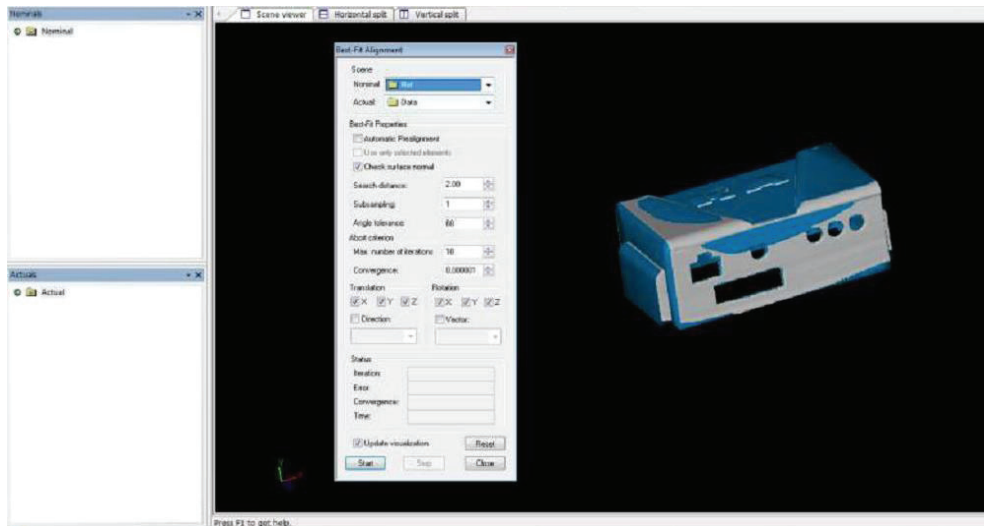 Nominals
Nominal
Actuals
Actual
Scene viewer
Horizontal split
Vertical split
Best-Fit Alignment
Scene
Nominal:
Actual: Data
Best-Fit Properties
Automatic Prealignment
Use only selected elements
Check surface normal
Search distance: 2.00
Subsampling: 1
Angle tolerance:
Abort criterion
Max. number of iterations:
Convergence: 0.000001
Translation Rotation
X Y Z X Y Z
Direction: Vector:
Status
Iteration:
Error:
Convergence:
Time:
Update visualization Reset
Start Stop Close
Press F1 to get help.